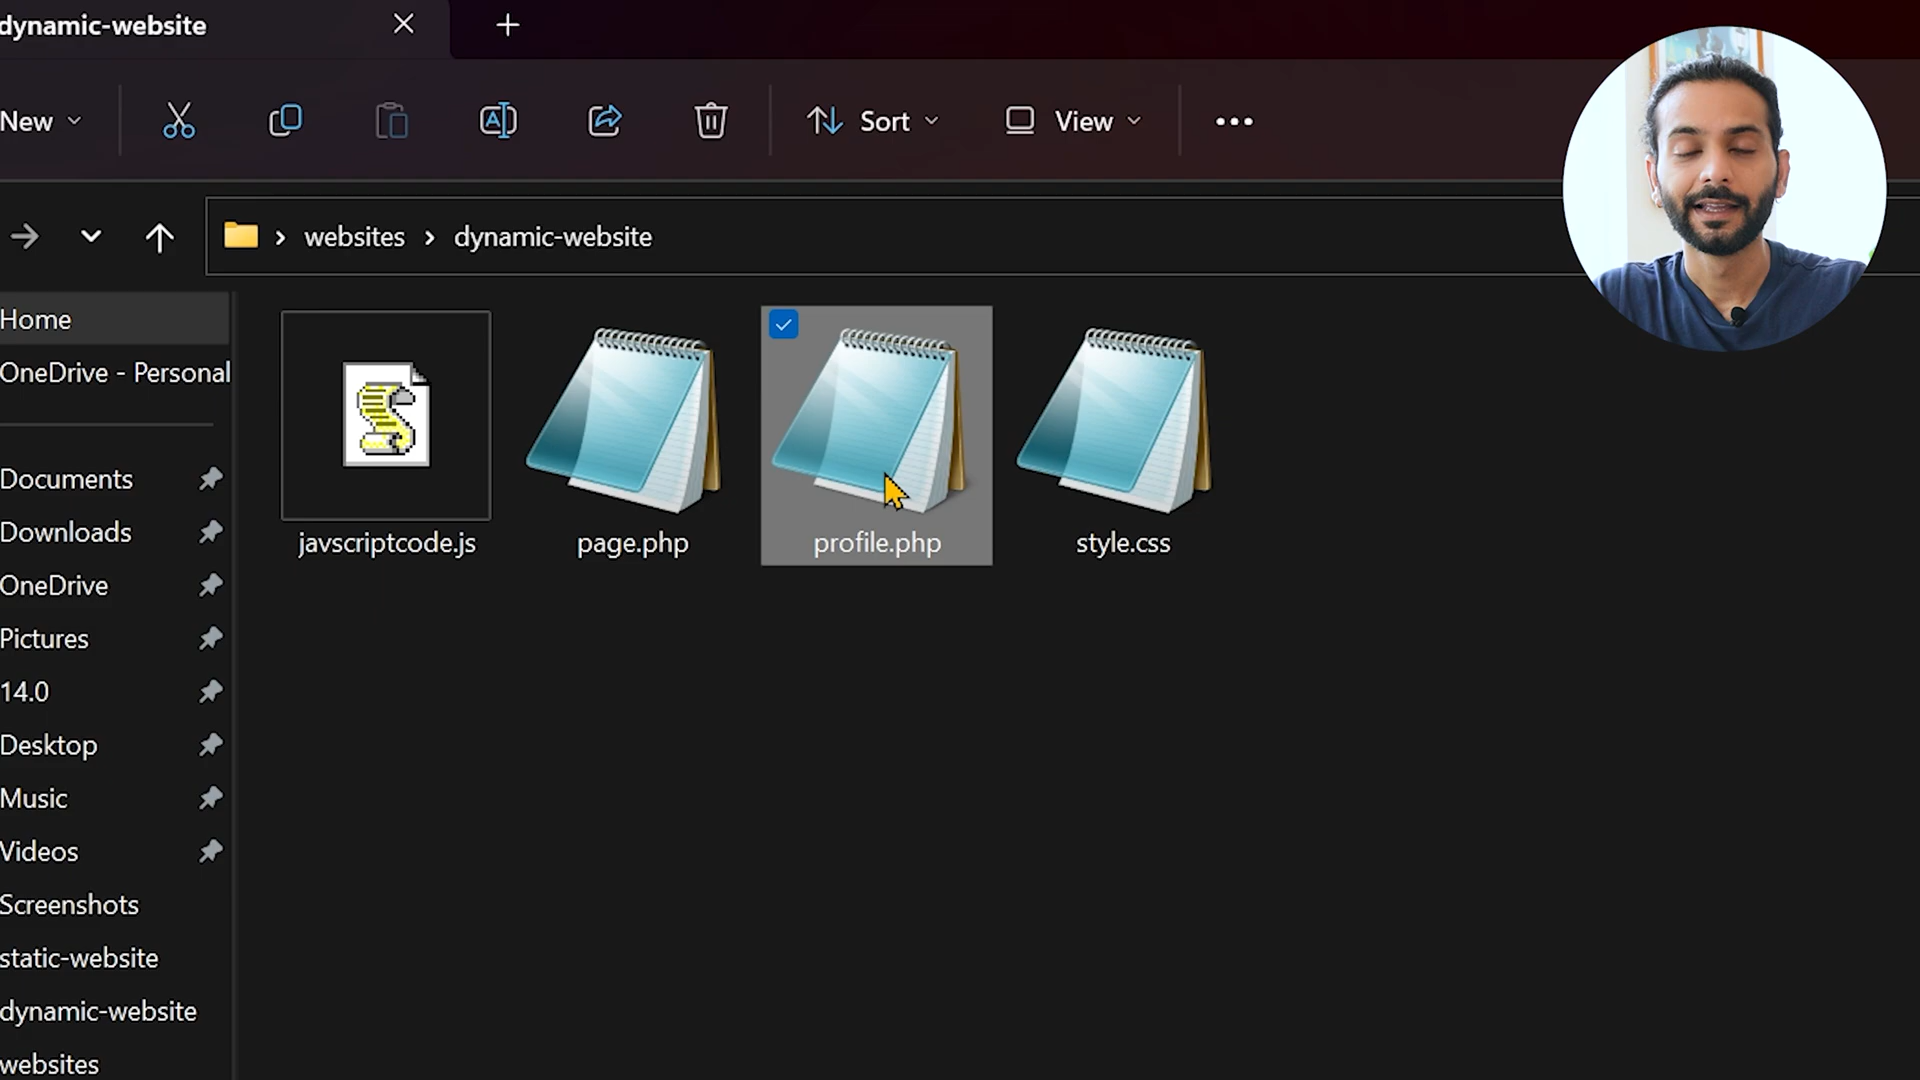 dynamic-website
New
Sort
View
websites
dynamic-website
Home
OneDrive - Personal
Documents
Downloads
OneDrive
Pictures
14.0
Desktop
Music
Videos
Screenshots
static-website
dynamic-website
websites
javscriptcode.js
page.php
profile.php
style.css